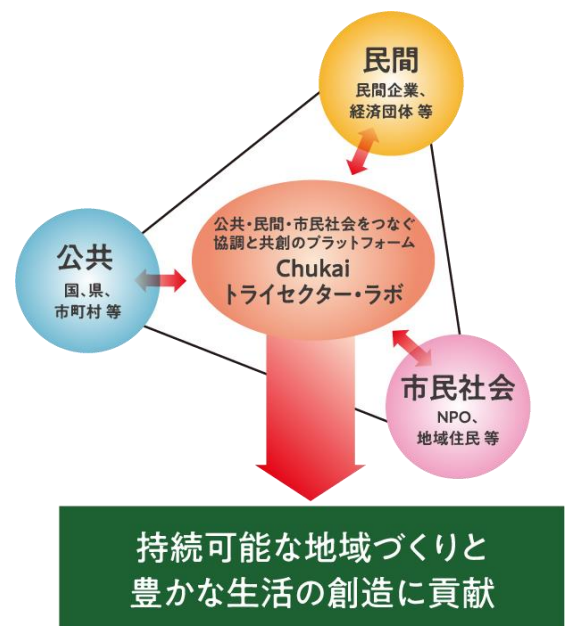 民間
民間企業、
経済団体 等
公共・民間・市民社会をつなぐ
協調と共創のプラットフォーム
Chukai
トライセクター・ラボ
公共
国、県、
市町村 等
市民社会
NPO、
地域住民 等
持続可能な地域づくりと
豊かな生活の創造に貢献